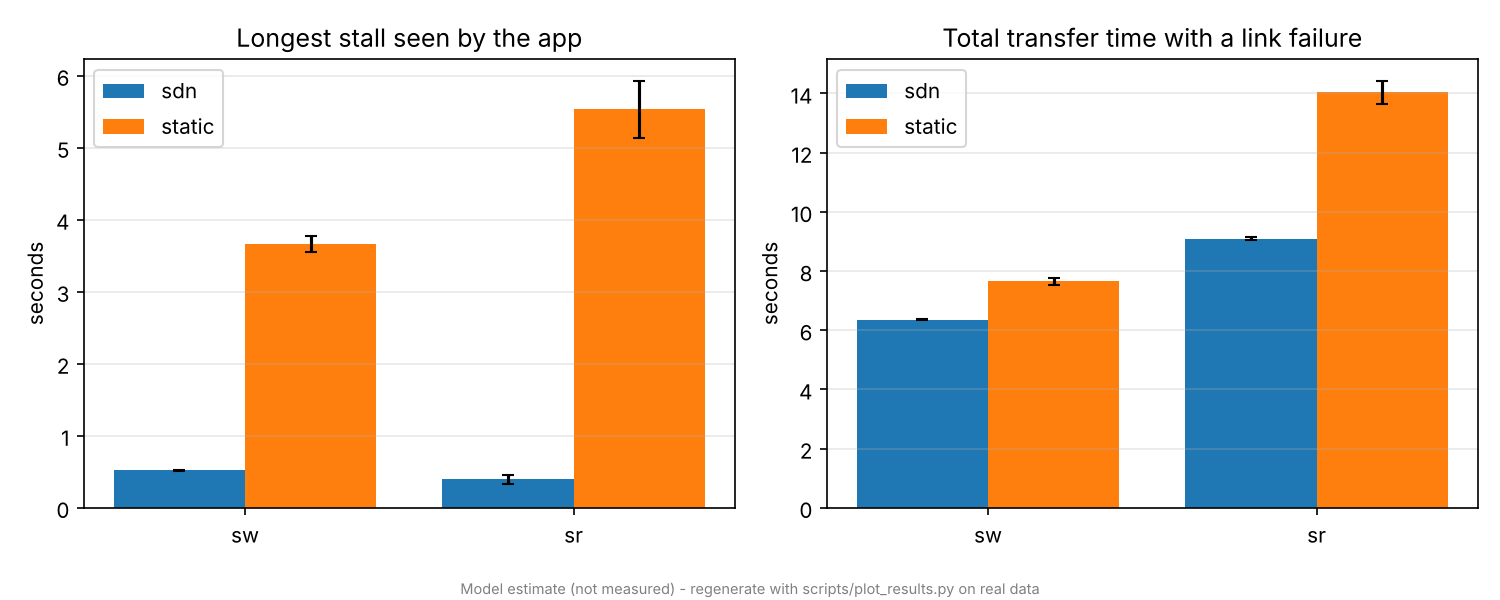 Longest stall seen by the app
6
5
4
3
2
1
0
seconds
sdn
static
sw
sr
Total transfer time with a link failure
14
12
10
8
6
4
2
0
seconds
sdn
static
sw
sr
Model estimate (not measured) - regenerate with scripts/plot_results.py on real data